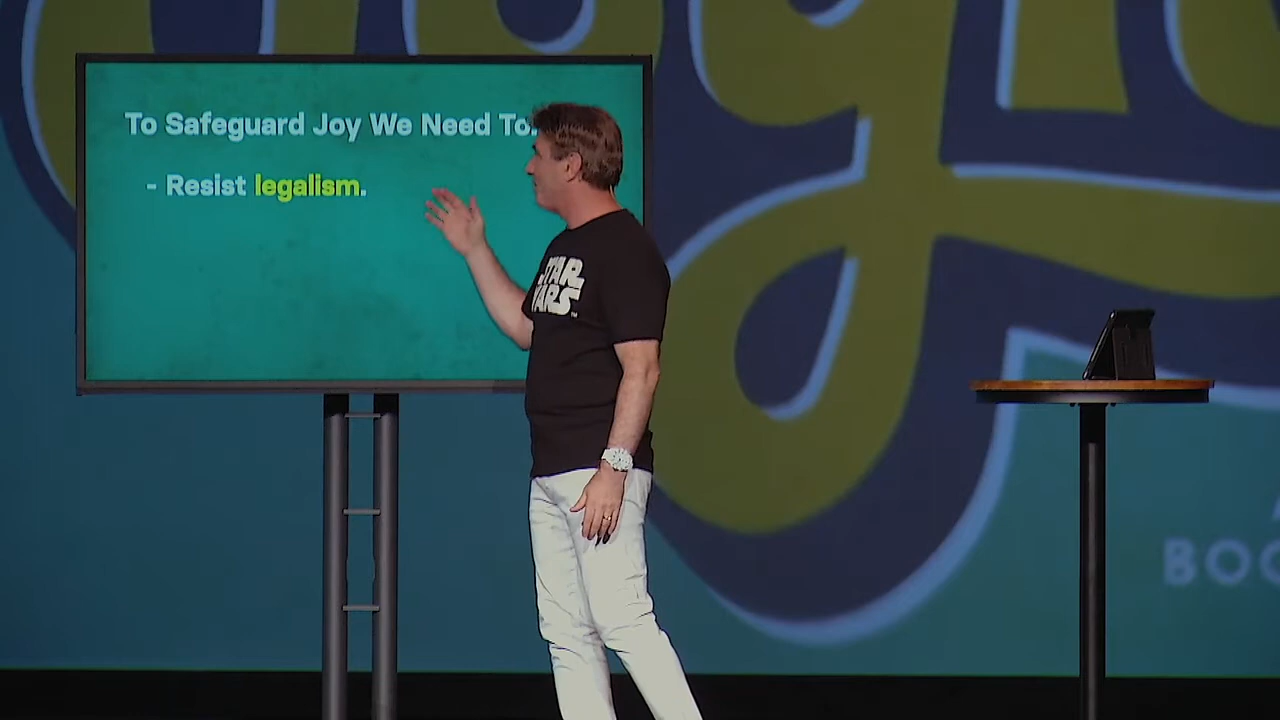 To Safeguard Joy We Need To
- Resist legalism.
STAR
WARS
BOO